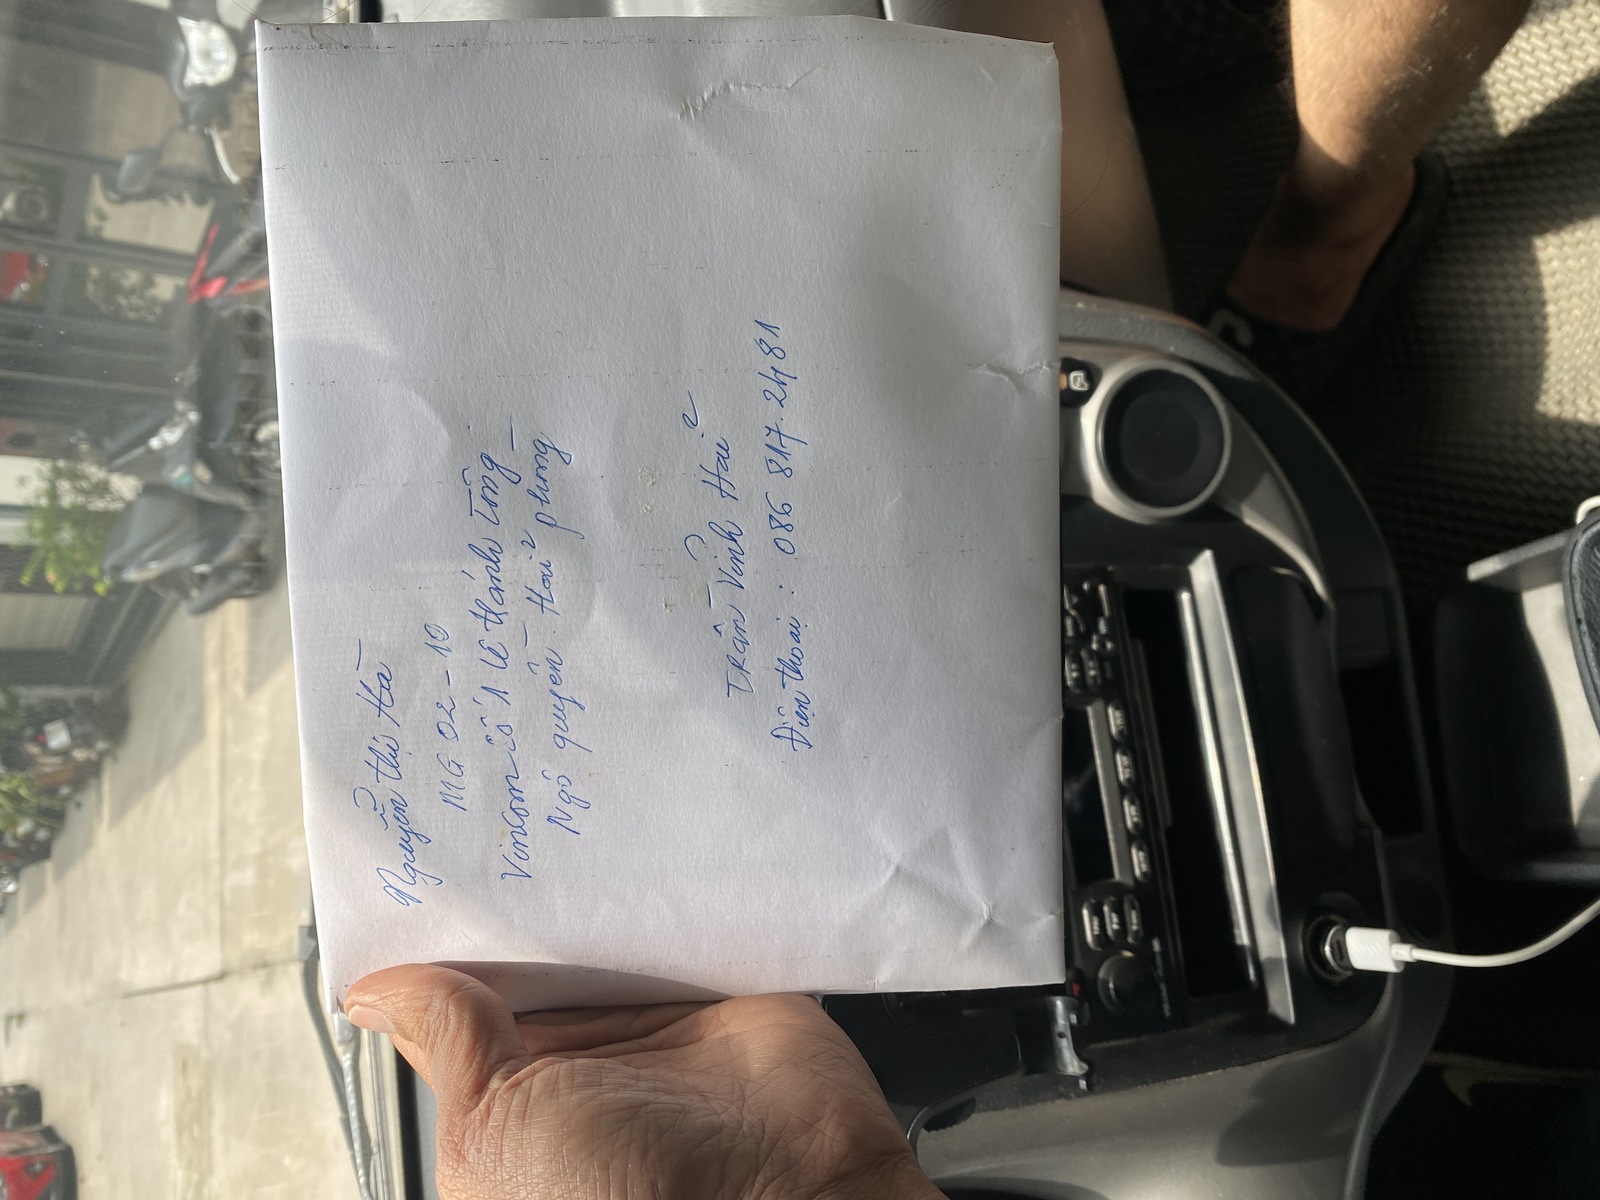 Nguyễn thị Hà
MG 02-10
Vincom số 1 Lê thánh Tông
Ngô quyền - Hải phòng
Trần Vĩnh Hải
Điện thoại : 086 817. 2481